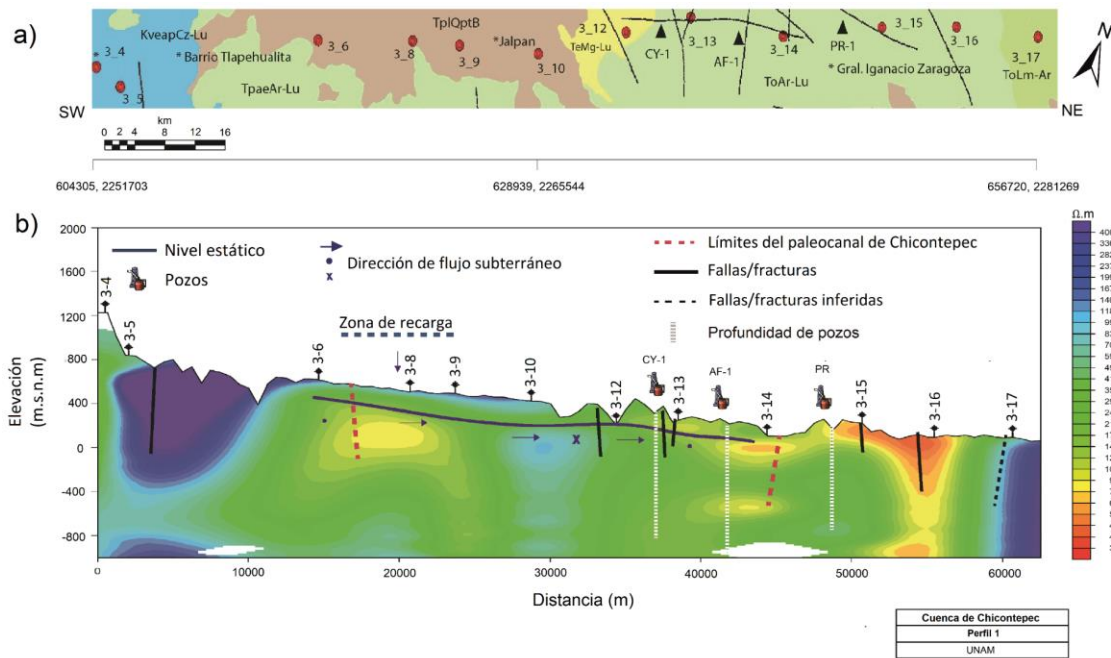 a)
KveapCz-Lu
3_4
* Barrio Tlapehualita
3_5
TpaeAr-Lu
3_6
TplQptB
3_8
*Jalpan
3_9
3_10
3_12
TeMg-Lu
CY-1
3_13
AF-1
3_14
PR-1
3_15
* Gral. Iganacio Zaragoza
ToAr-Lu
3_16
3_17
ToLm-Ar
N
SW
NE
km
0 2 4 8 12 16
604305, 2251703
628939, 2265544
656720, 2281269
b)
2000
1600
1200
800
400
0
-400
-800
Elevación
(m.s.n.m)
Nivel estático
Pozos
Dirección de flujo subterráneo
x
Zona de recarga
Límites del paleocanal de Chicontepec
Fallas/fracturas
Fallas/fracturas inferidas
Profundidad de pozos
3-4
3-5
3-6
3-8
3-9
3-10
x
3-12
CY-1
3-13
AF-1
3-14
PR
3-15
3-16
3-17
0
10000
20000
30000
40000
50000
60000
Distancia (m)
Ω.m
Cuenca de Chicontepec
Perfil 1
UNAM